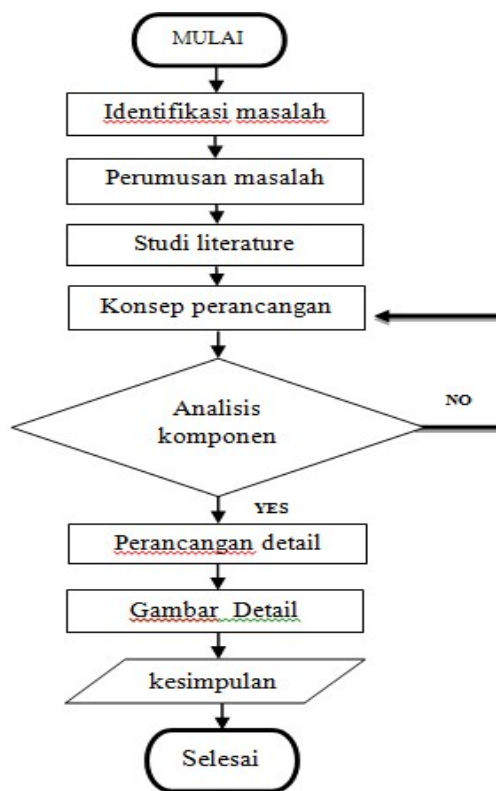 MULAI
Identifikasi masalah
Perumusan masalah
Studi literature
Konsep perancangan
Analisis
komponen
NO
YES
Perancangan detail
Gambar Detail
kesimpulan
Selesai